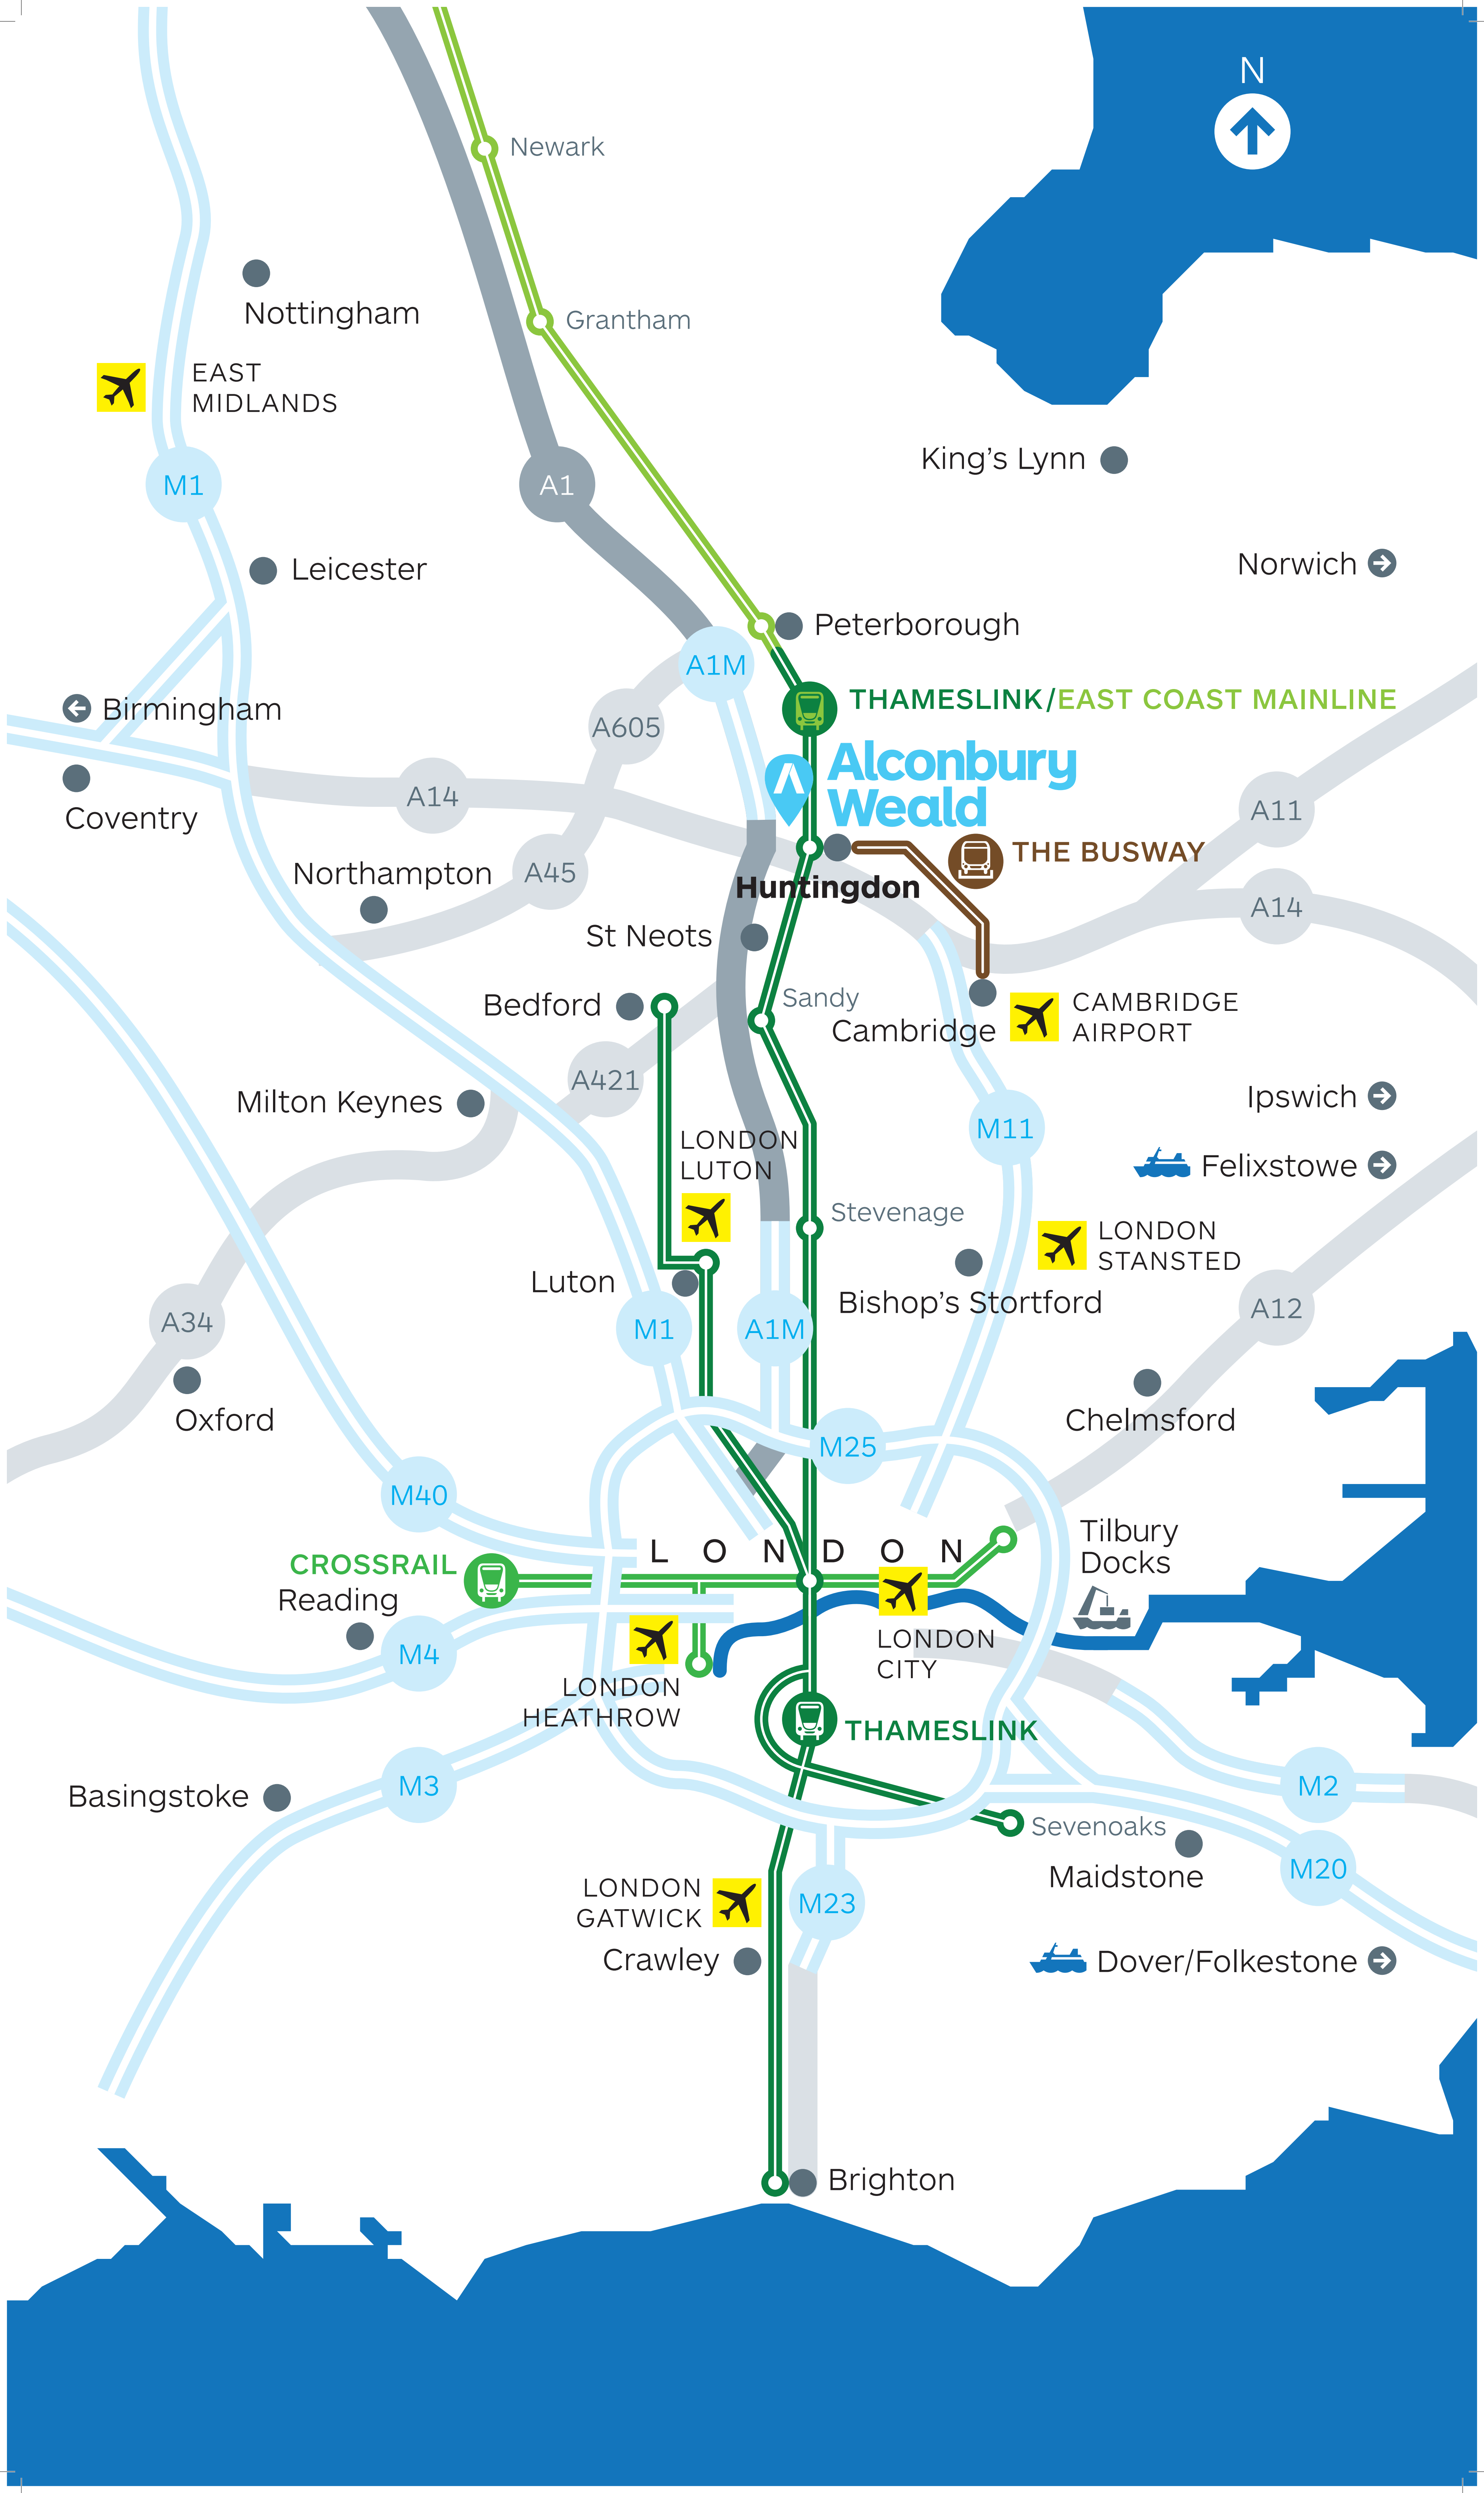 N
Newark
Nottingham
Grantham
EAST
MIDLANDS
King's Lynn
M1
A1
Norwich
Leicester
Peterborough
A1M
THAMESLINK/EAST COAST MAINLINE
Birmingham
A605
Alconbury
Weald
Coventry
A14
A11
THE BUSWAY
Northampton
A45
Huntingdon
A14
St Neots
Bedford
Sandy
Cambridge
CAMBRIDGE
AIRPORT
A421
Milton Keynes
Ipswich
M11
LONDON
LUTON
Felixstowe
Stevenage
LONDON
STANSTED
Luton
Bishop's Stortford
A34
M1
A1M
A12
Oxford
Chelmsford
M25
M40
LONDON
Tilbury
Docks
CROSSRAIL
Reading
M4
LONDON
CITY
LONDON
HEATHROW
THAMESLINK
Basingstoke
M3
M2
Sevenoaks
Maidstone
M20
LONDON
GATWICK
M23
Crawley
Dover/Folkestone
Brighton